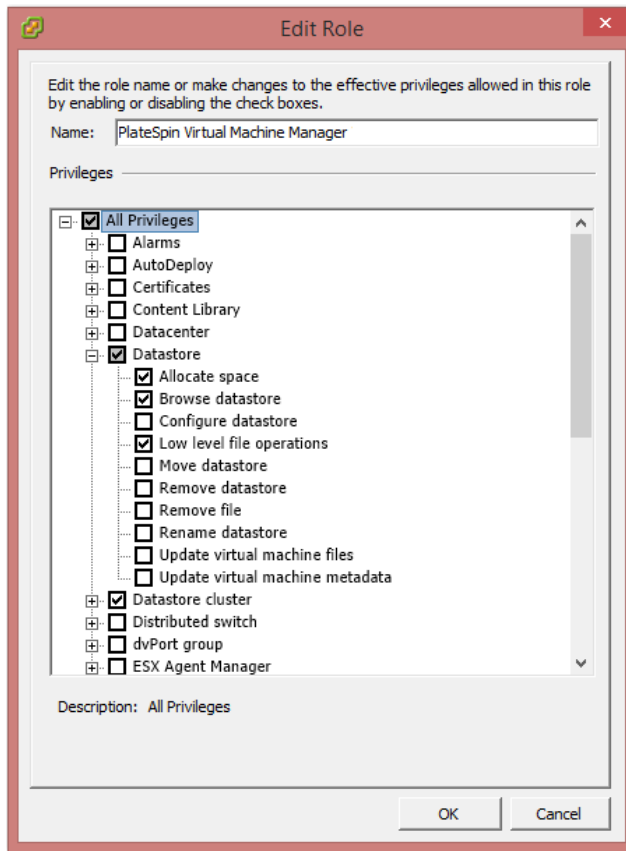 Edit Role
Edit the role name or make changes to the effective privileges allowed in this role
by enabling or disabling the check boxes.
Name: PlateSpin Virtual Machine Manager
Privileges
All Privileges
Alarms
AutoDeploy
Certificates
Content Library
Datacenter
Datastore
Allocate space
Browse datastore
Configure datastore
Low level file operations
Move datastore
Remove datastore
Remove file
Rename datastore
Update virtual machine files
Update virtual machine metadata
Datastore cluster
Distributed switch
dvPort group
ESX Agent Manager
Description: All Privileges
OK Cancel